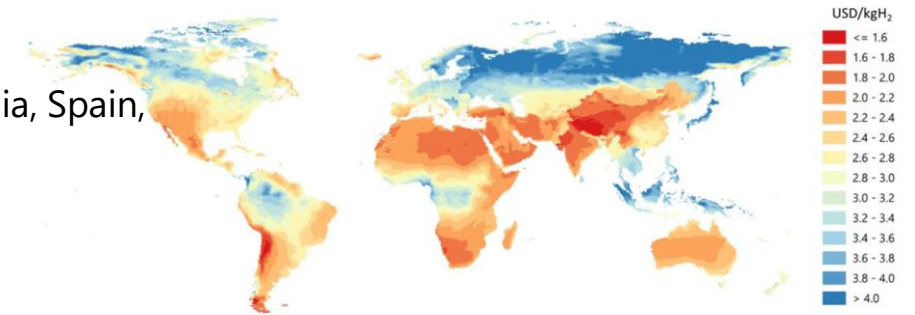 USD/kgH₂
<= 1.6
1.6 - 1.8
1.8 - 2.0
2.0 - 2.2
ia, Spain,
2.2 - 2.4
2.4 - 2.6
2.6 - 2.8
2.8 - 3.0
3.0 - 3.2
3.2 - 3.4
3.4 - 3.6
3.6 - 3.8
3.8 - 4.0
> 4.0